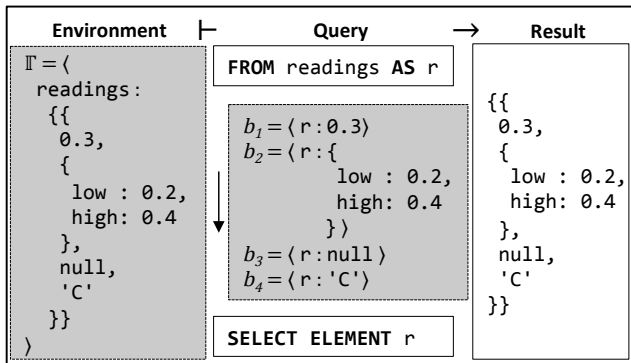 Environment ⊢ Query → Result
𝕋 = ⟨
readings:
{{
0.3,
{
low : 0.2,
high: 0.4
},
null,
'C'
}}
⟩
FROM readings AS r
b₁ = ⟨ r : 0.3⟩
b₂ = ⟨ r : {
low : 0.2,
high: 0.4
} ⟩
b₃ = ⟨ r : null ⟩
b₄ = ⟨ r : 'C'⟩
SELECT ELEMENT r
{{
0.3,
{
low : 0.2,
high: 0.4
},
null,
'C'
}}